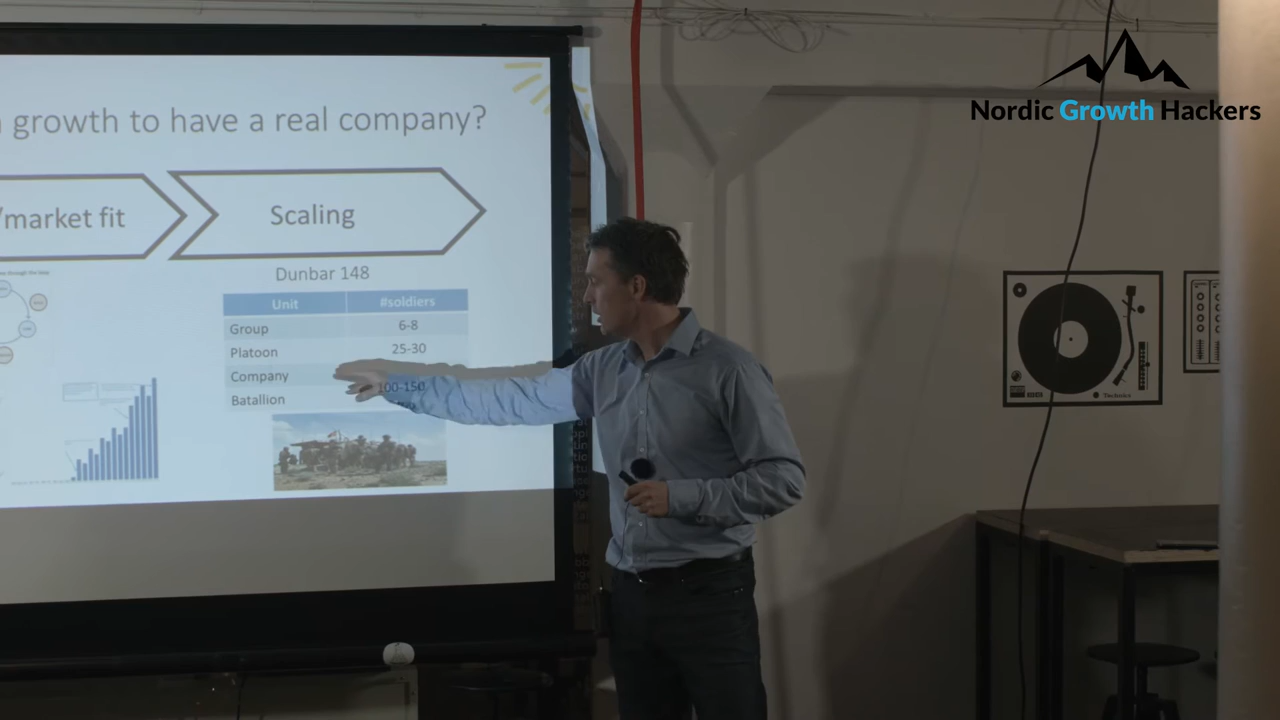 Nordic Growth Hackers
growth to have a real company?
/market fit
Scaling
Dunbar 148
Unit #soldiers
Group 6-8
Platoon 25-30
Company 100-150
Batallion
Technics